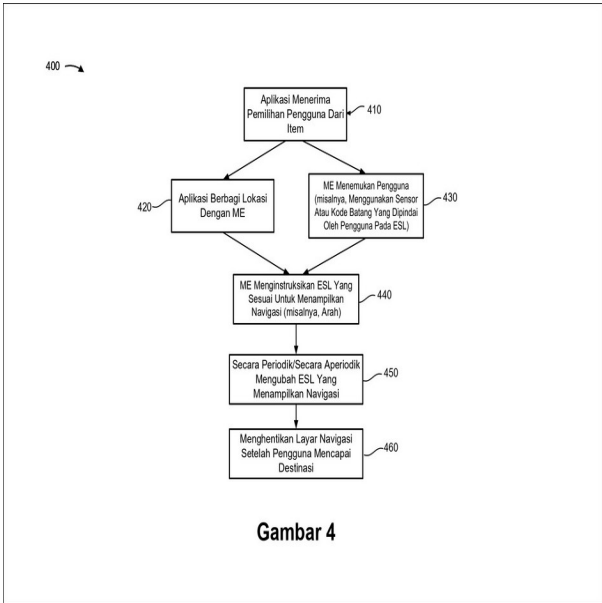 400
Aplikasi Menerima
Pemilihan Pengguna Dari
Item
410
Aplikasi Berbagi Lokasi
Dengan ME
420
ME Menemukan Pengguna
(misalnya, Menggunakan Sensor
Atau Kode Batang Yang Dipindai
Oleh Pengguna Pada ESL)
430
ME Menginstruksikan ESL Yang
Sesuai Untuk Menampilkan
Navigasi (misalnya, Arah)
440
Secara Periodik/Secara Aperiodik
Mengubah ESL Yang
Menampilkan Navigasi
450
Menghentikan Layar Navigasi
Setelah Pengguna Mencapai
Destinasi
460
Gambar 4